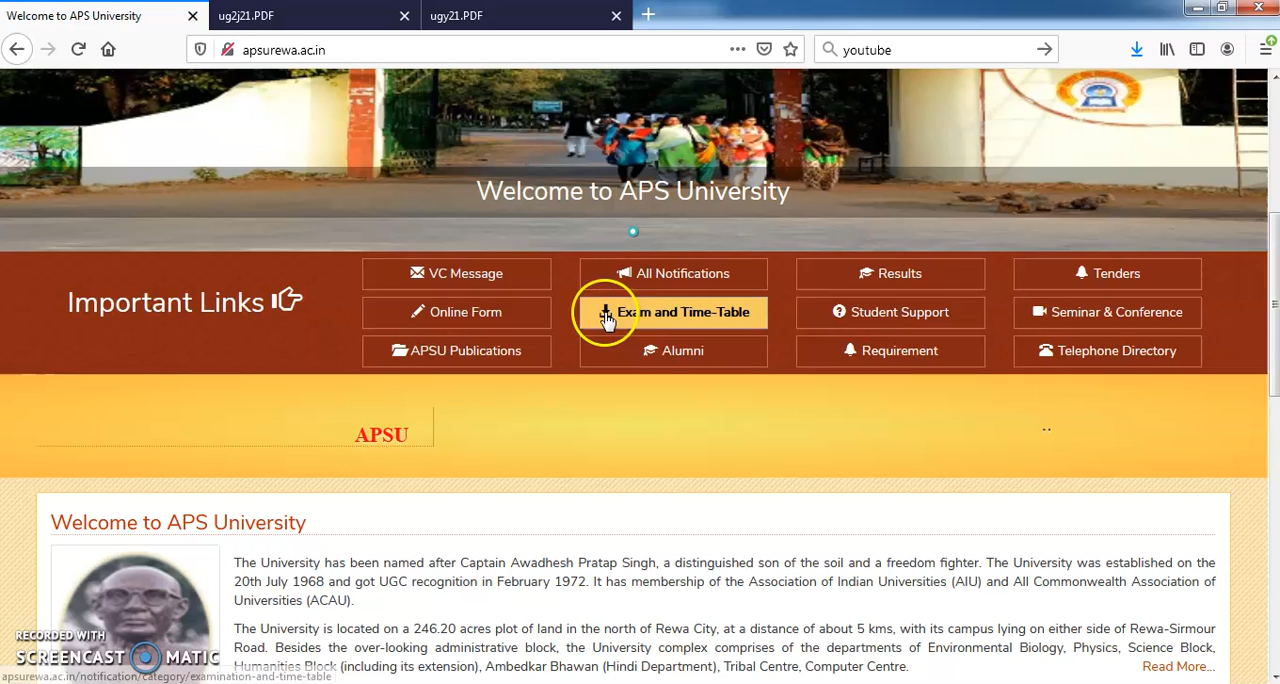 Welcome to APS University
ug2j21.PDF
ugy21.PDF
apsurewa.ac.in
youtube
Welcome to APS University
Important Links
VC Message
All Notifications
Results
Tenders
Online Form
Exam and Time-Table
Student Support
Seminar & Conference
APSU Publications
Alumni
Requirement
Telephone Directory
APSU
Welcome to APS University
The University has been named after Captain Awadhesh Pratap Singh, a distinguished son of the soil and a freedom fighter. The University was established on the
20th July 1968 and got UGC recognition in February 1972. It has membership of the Association of Indian Universities (AIU) and All Commonwealth Association of
Universities (ACAU).
The University is located on a 246.20 acres plot of land in the north of Rewa City, at a distance of about 5 kms, with its campus lying on either side of Rewa-Sirmour
Road. Besides the over-looking administrative block, the University complex comprises of the departments of Environmental Biology, Physics, Science Block,
Humanities Block (including its extension), Ambedkar Bhawan (Hindi Department), Tribal Centre, Computer Centre.
Read More...
RECORDED WITH
SCREENCAST MATIC
apsurewa.ac.in/notification/category/examination-and-time-table